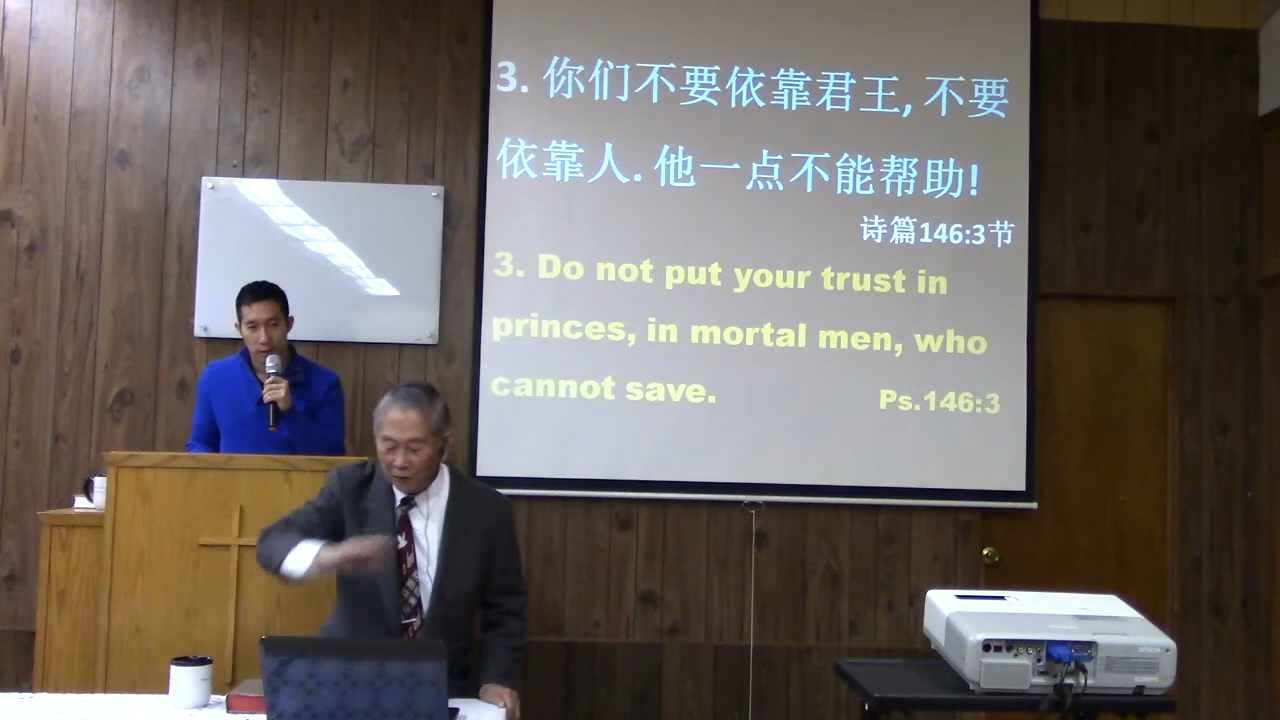 3. 你们不要依靠君王, 不要
依靠人. 他一点不能帮助!
诗篇146:3节
3. Do not put your trust in
princes, in mortal men, who
cannot save.
Ps.146:3